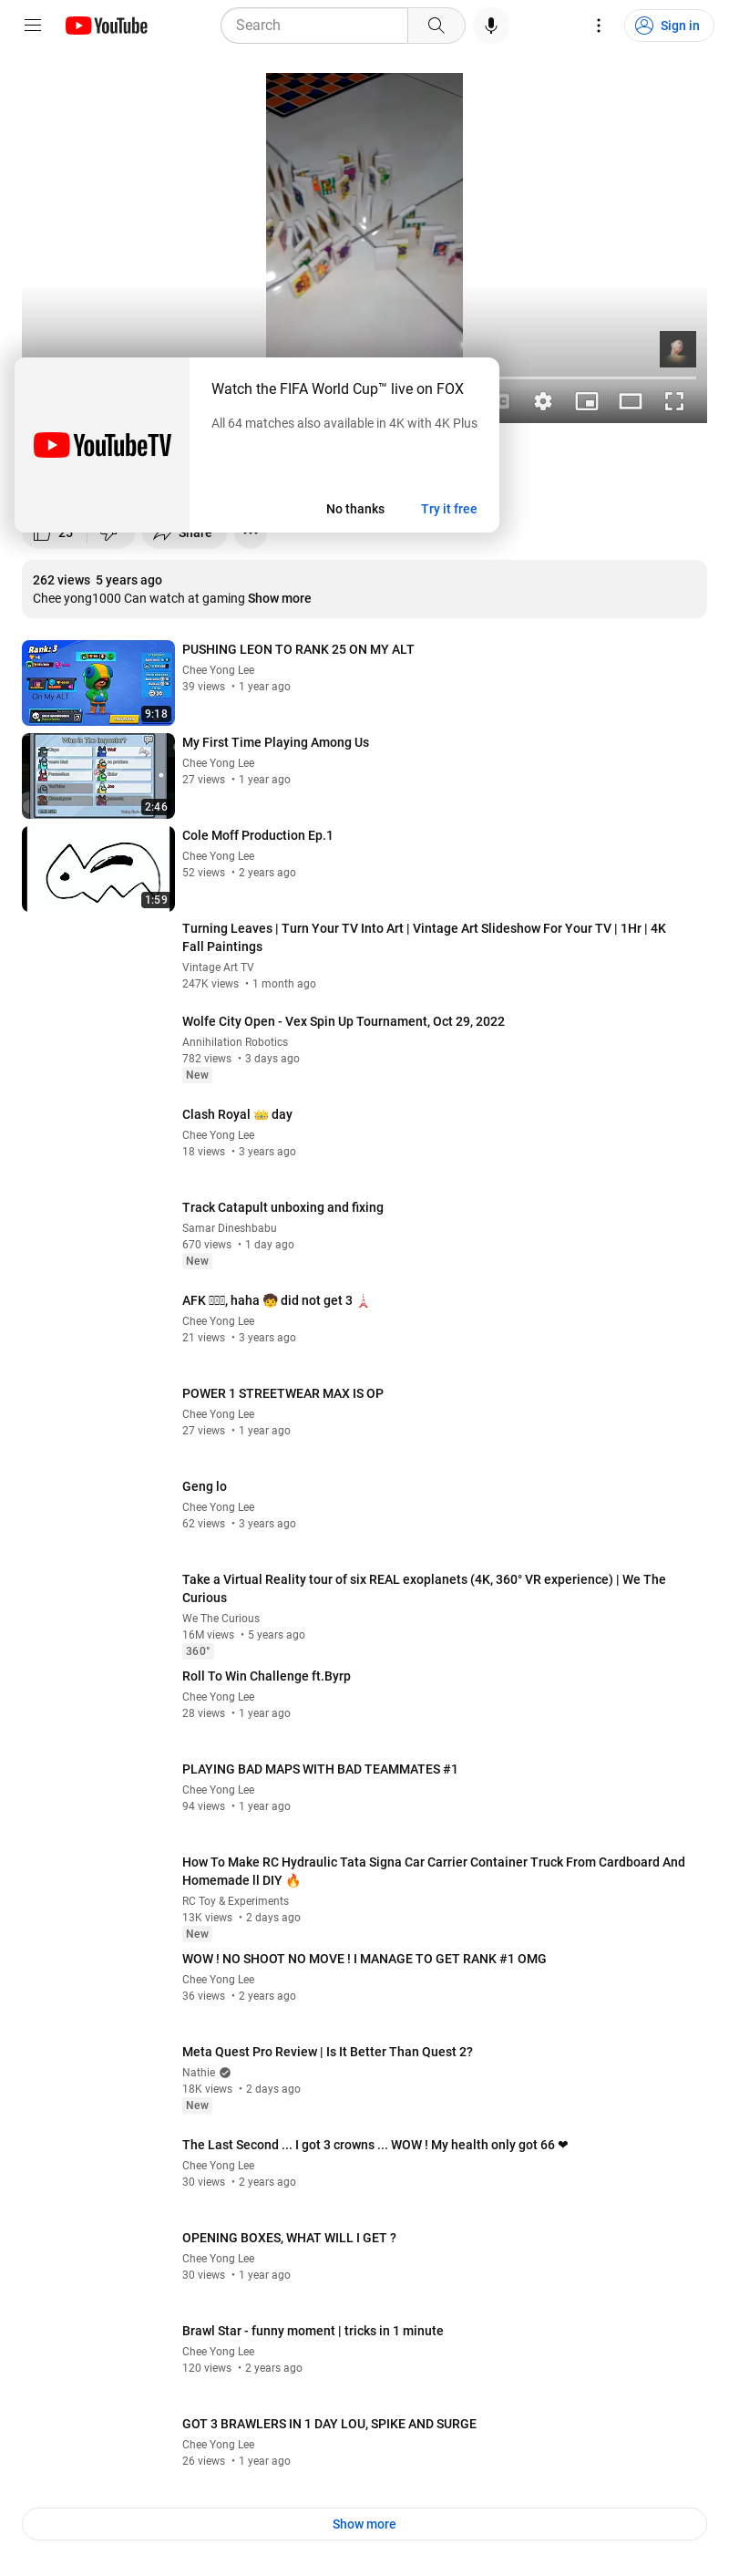 YouTube
Search
Sign in
Watch the FIFA World Cup™ live on FOX
All 64 matches also available in 4K with 4K Plus
YouTubeTV
No thanks
Try it free
25
Share
262 views 5 years ago
Chee yong1000 Can watch at gaming Show more
Rank: 3
On My ALT
9:18
PUSHING LEON TO RANK 25 ON MY ALT
Chee Yong Lee
39 views • 1 year ago
Who Is The Impostor?
2:46
My First Time Playing Among Us
Chee Yong Lee
27 views • 1 year ago
1:59
Cole Moff Production Ep.1
Chee Yong Lee
52 views • 2 years ago
Turning Leaves | Turn Your TV Into Art | Vintage Art Slideshow For Your TV | 1Hr | 4K
Fall Paintings
Vintage Art TV
247K views • 1 month ago
Wolfe City Open - Vex Spin Up Tournament, Oct 29, 2022
Annihilation Robotics
782 views • 3 days ago
New
Clash Royal 👑 day
Chee Yong Lee
18 views • 3 years ago
Track Catapult unboxing and fixing
Samar Dineshbabu
670 views • 1 day ago
New
AFK , haha 🧒 did not get 3 🗼
Chee Yong Lee
21 views • 3 years ago
POWER 1 STREETWEAR MAX IS OP
Chee Yong Lee
27 views • 1 year ago
Geng lo
Chee Yong Lee
62 views • 3 years ago
Take a Virtual Reality tour of six REAL exoplanets (4K, 360° VR experience) | We The
Curious
We The Curious
16M views • 5 years ago
360°
Roll To Win Challenge ft.Byrp
Chee Yong Lee
28 views • 1 year ago
PLAYING BAD MAPS WITH BAD TEAMMATES #1
Chee Yong Lee
94 views • 1 year ago
How To Make RC Hydraulic Tata Signa Car Carrier Container Truck From Cardboard And
Homemade ll DIY 🔥
RC Toy & Experiments
13K views • 2 days ago
New
WOW ! NO SHOOT NO MOVE ! I MANAGE TO GET RANK #1 OMG
Chee Yong Lee
36 views • 2 years ago
Meta Quest Pro Review | Is It Better Than Quest 2?
Nathie
18K views • 2 days ago
New
The Last Second ... I got 3 crowns ... WOW ! My health only got 66 ❤
Chee Yong Lee
30 views • 2 years ago
OPENING BOXES, WHAT WILL I GET ?
Chee Yong Lee
30 views • 1 year ago
Brawl Star - funny moment | tricks in 1 minute
Chee Yong Lee
120 views • 2 years ago
GOT 3 BRAWLERS IN 1 DAY LOU, SPIKE AND SURGE
Chee Yong Lee
26 views • 1 year ago
Show more